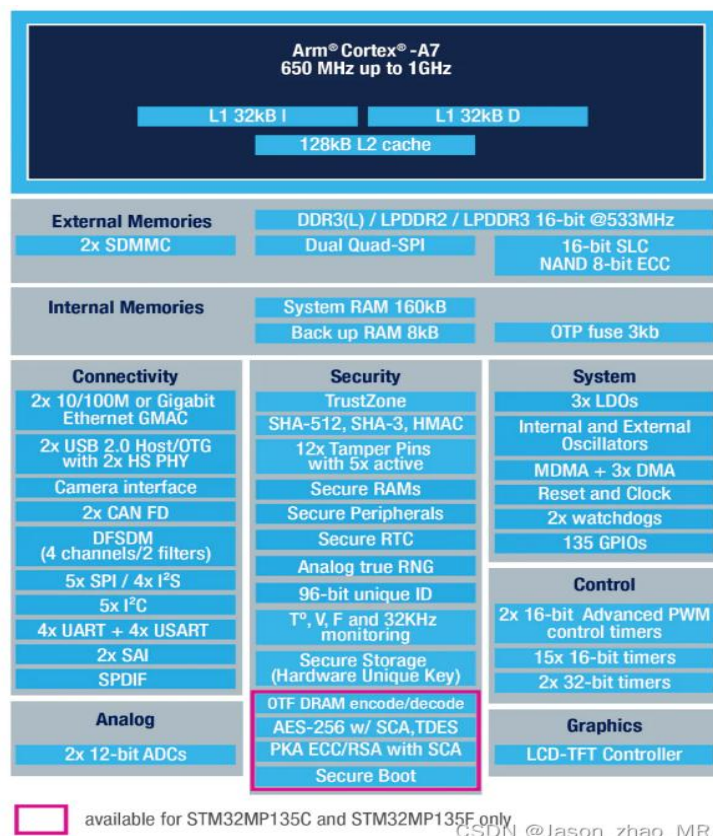 Arm® Cortex® -A7
650 MHz up to 1GHz
L1 32kB I
L1 32kB D
128kB L2 cache
External Memories
DDR3(L) / LPDDR2 / LPDDR3 16-bit @533MHz
2x SDMMC
Dual Quad-SPI
16-bit SLC
NAND 8-bit ECC
Internal Memories
System RAM 160kB
Back up RAM 8kB
OTP fuse 3kb
Connectivity
2x 10/100M or Gigabit
Ethernet GMAC
2x USB 2.0 Host/OTG
with 2x HS PHY
Camera interface
2x CAN FD
DFSDM
(4 channels/2 filters)
5x SPI / 4x I²S
5x I²C
4x UART + 4x USART
2x SAI
SPDIF
Analog
2x 12-bit ADCs
Security
TrustZone
SHA-512, SHA-3, HMAC
12x Tamper Pins
with 5x active
Secure RAMs
Secure Peripherals
Secure RTC
Analog true RNG
96-bit unique ID
Tº, V, F and 32KHz
monitoring
Secure Storage
(Hardware Unique Key)
OTF DRAM encode/decode
AES-256 w/ SCA,TDES
PKA ECC/RSA with SCA
Secure Boot
System
3x LDOs
Internal and External
Oscillators
MDMA + 3x DMA
Reset and Clock
2x watchdogs
135 GPIOs
Control
2x 16-bit Advanced PWM
control timers
15x 16-bit timers
2x 32-bit timers
Graphics
LCD-TFT Controller
available for STM32MP135C and STM32MP135F only
CSDN @Jason_zhao_MR